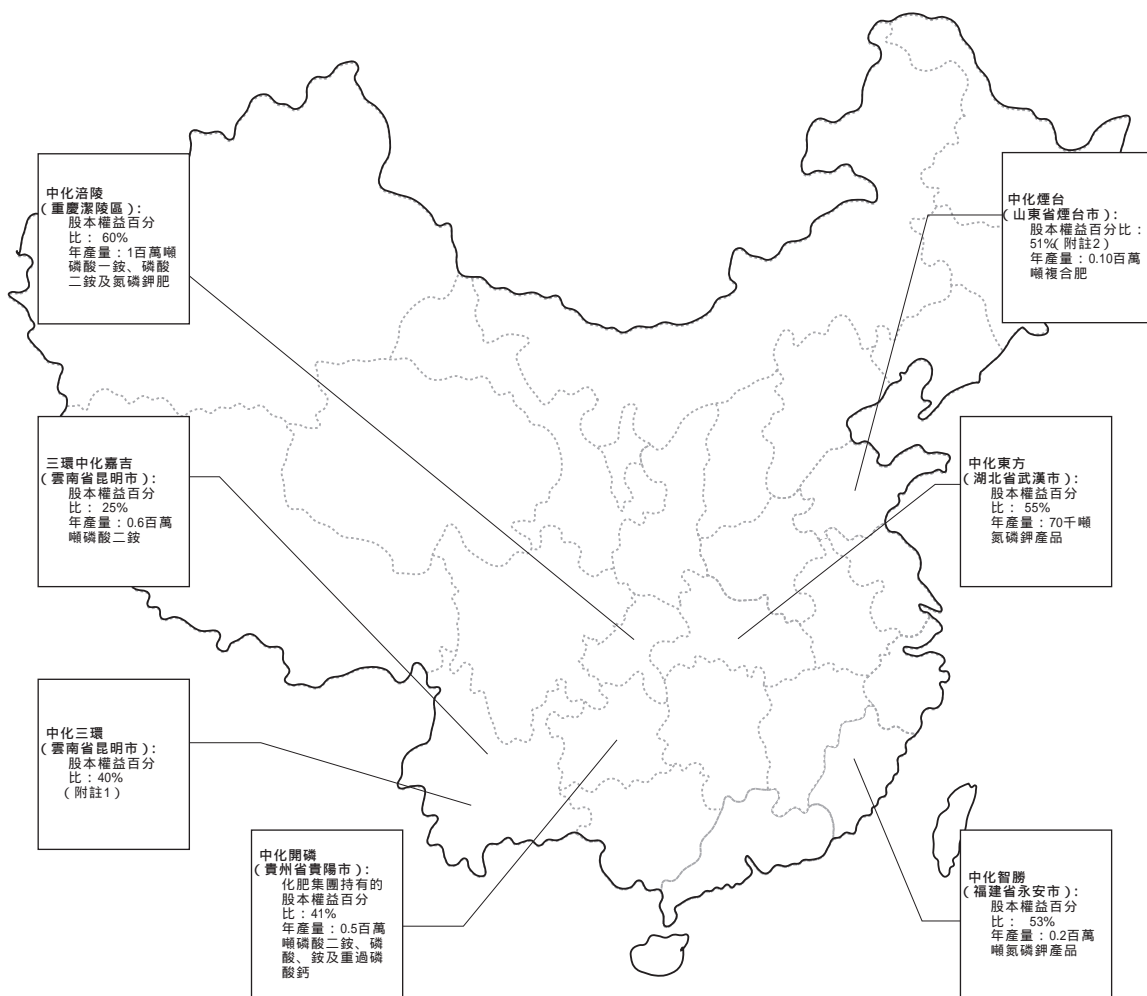 中化涪陵
（重慶潔陵區）：
股本權益百分
比：60%
年產量：1百萬噸
磷酸一銨、磷酸
二銨及氮磷鉀肥
中化煙台
（山東省煙台市）：
股本權益百分比：
51%（附註2）
年產量：0.10百萬
噸複合肥
三環中化嘉吉
（雲南省昆明市）：
股本權益百分
比：25%
年產量：0.6百萬
噸磷酸二銨
中化東方
（湖北省武漢市）：
股本權益百分
比：55%
年產量：70千噸
氮磷鉀產品
中化三環
（雲南省昆明市）：
股本權益百分
比：40%
（附註1）
中化開磷
（貴州省貴陽市）：
化肥集團持有的
股本權益百分
比：41%
年產量：0.5百萬
噸磷酸二銨、磷
酸、銨及重過磷
酸鈣
中化智勝
（福建省永安市）：
股本權益百分
比：53%
年產量：0.2百萬
噸氮磷鉀產品